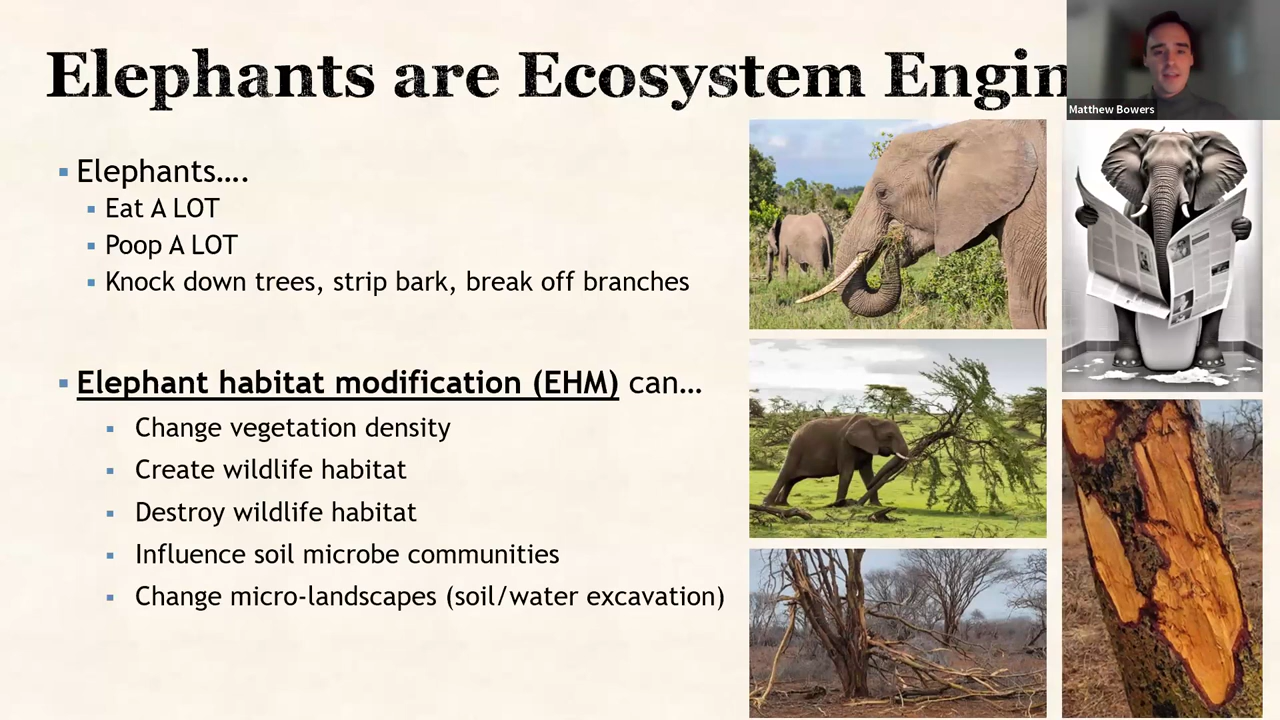 Elephants are Ecosystem Engin
Matthew Bowers
Elephants....
Eat A LOT
Poop A LOT
Knock down trees, strip bark, break off branches
Elephant habitat modification (EHM) can...
Change vegetation density
Create wildlife habitat
Destroy wildlife habitat
Influence soil microbe communities
Change micro-landscapes (soil/water excavation)